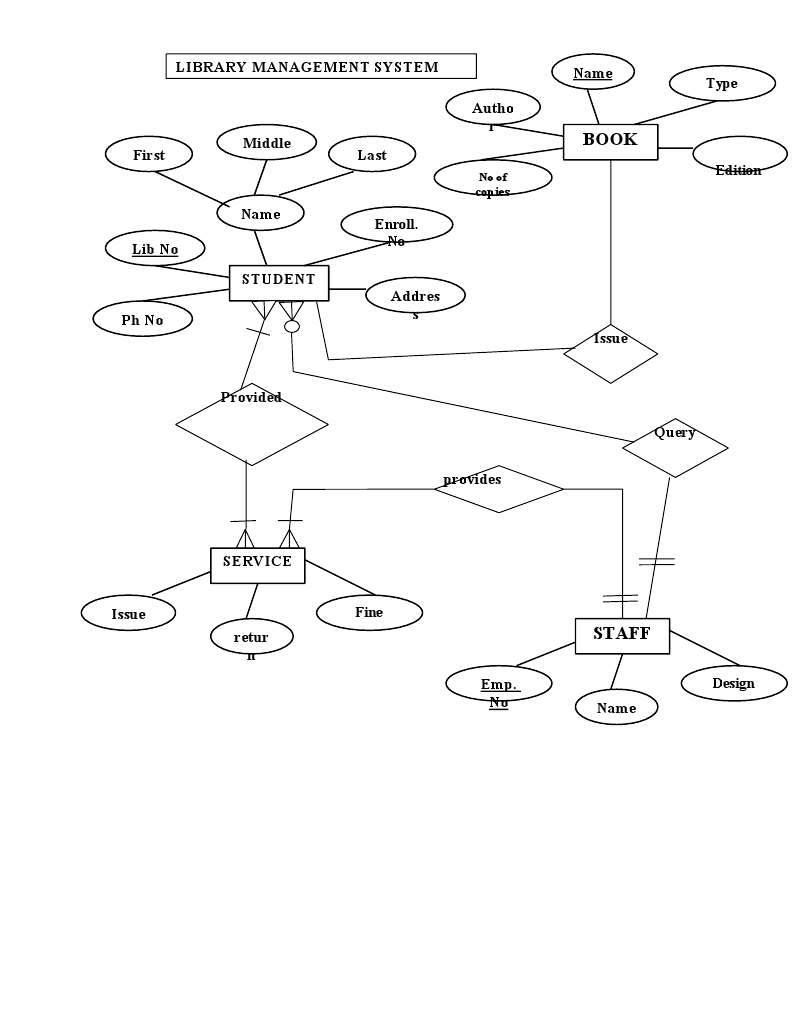 LIBRARY MANAGEMENT SYSTEM
Name
Type
Autho
r
BOOK
Edition
No of
copies
First
Middle
Last
Name
Enroll.
No
Lib No
STUDENT
Addres
s
Ph No
Issue
Provided
Query
provides
SERVICE
Issue
retur
n
Fine
STAFF
Emp.
No
Name
Design